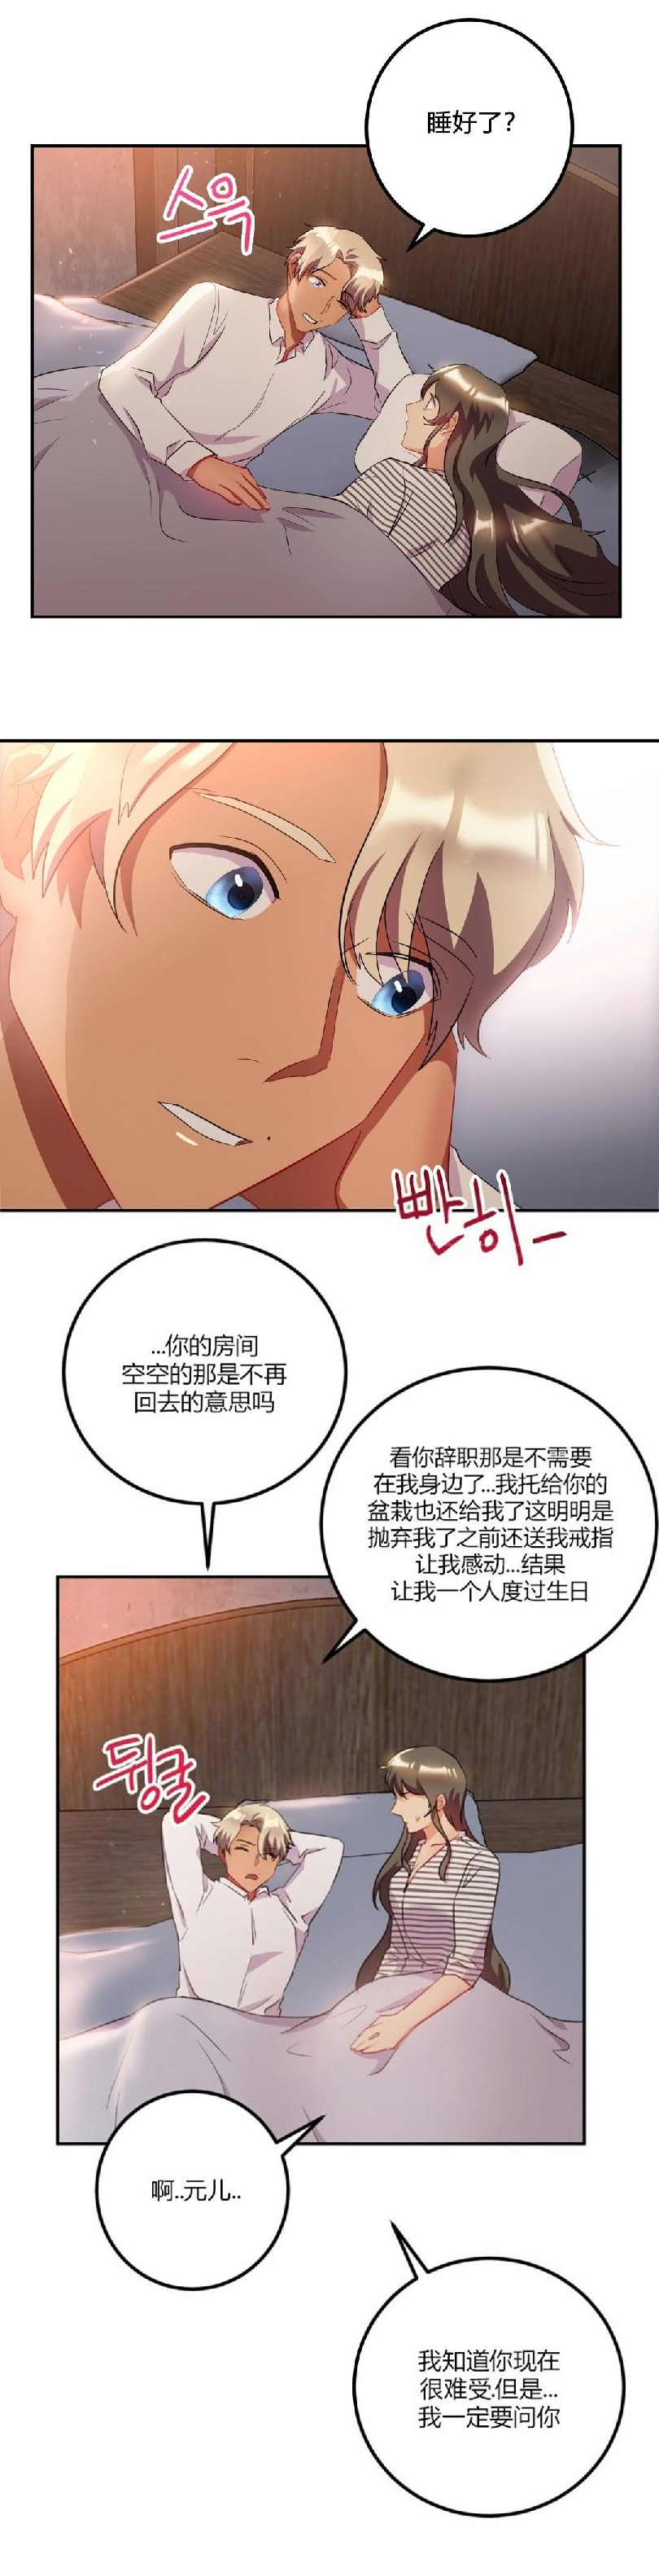 睡好了?
스윽
빤히-
...你的房间
空空的那是不再
回去的意思吗
看你辞职那是不需要
在我身边了...我托给你的
盆栽也还给我了这明明是
抛弃我了之前还送我戒指
让我感动...结果
让我一个人度过生日
뒹굴
啊..元儿..
我知道你现在
很难受.但是...
我一定要问你